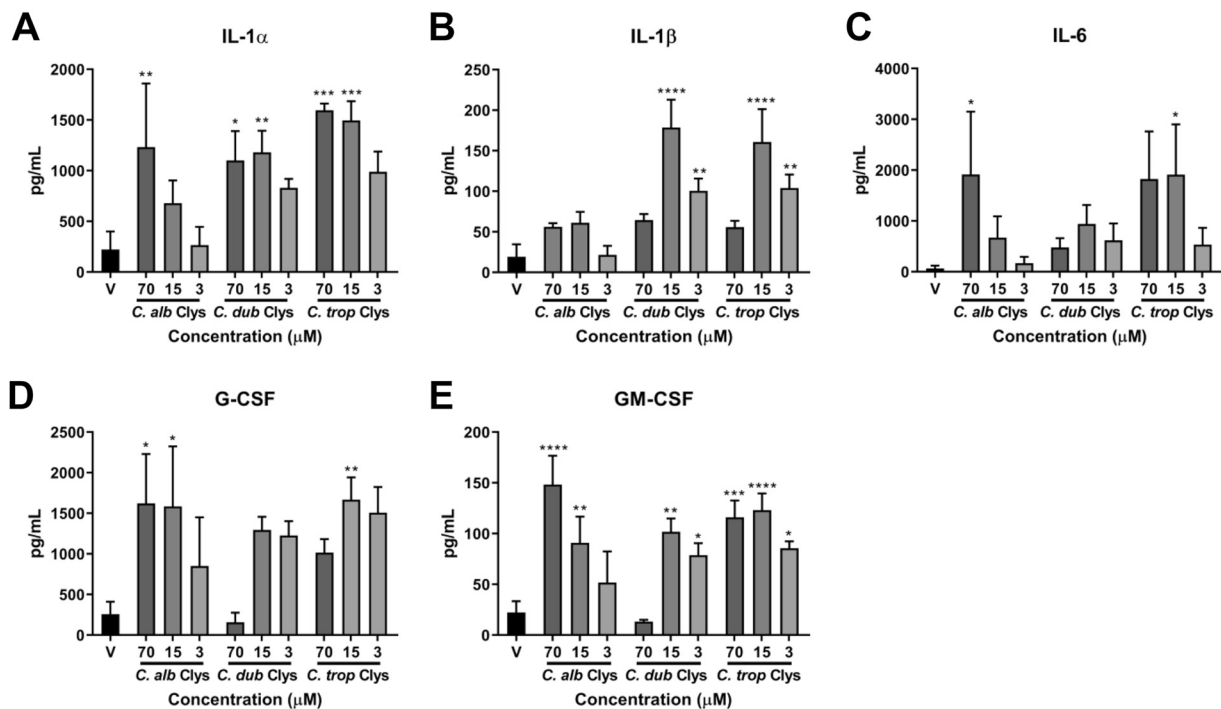 A
IL-1α
pg/mL
2000
1500
1000
500
0
**
*
**
***
***
V 70 15 3 70 15 3 70 15 3
C. alb Clys C. dub Clys C. trop Clys
Concentration (μM)
B
IL-1β
pg/mL
250
200
150
100
50
0
****
**
****
**
V 70 15 3 70 15 3 70 15 3
C. alb Clys C. dub Clys C. trop Clys
Concentration (μM)
C
IL-6
pg/mL
4000
3000
2000
1000
0
*
*
V 70 15 3 70 15 3 70 15 3
C. alb Clys C. dub Clys C. trop Clys
Concentration (μM)
D
G-CSF
pg/mL
2500
2000
1500
1000
500
0
*
*
**
V 70 15 3 70 15 3 70 15 3
C. alb Clys C. dub Clys C. trop Clys
Concentration (μM)
E
GM-CSF
pg/mL
200
150
100
50
0
****
**
**
*
***
****
*
V 70 15 3 70 15 3 70 15 3
C. alb Clys C. dub Clys C. trop Clys
Concentration (μM)